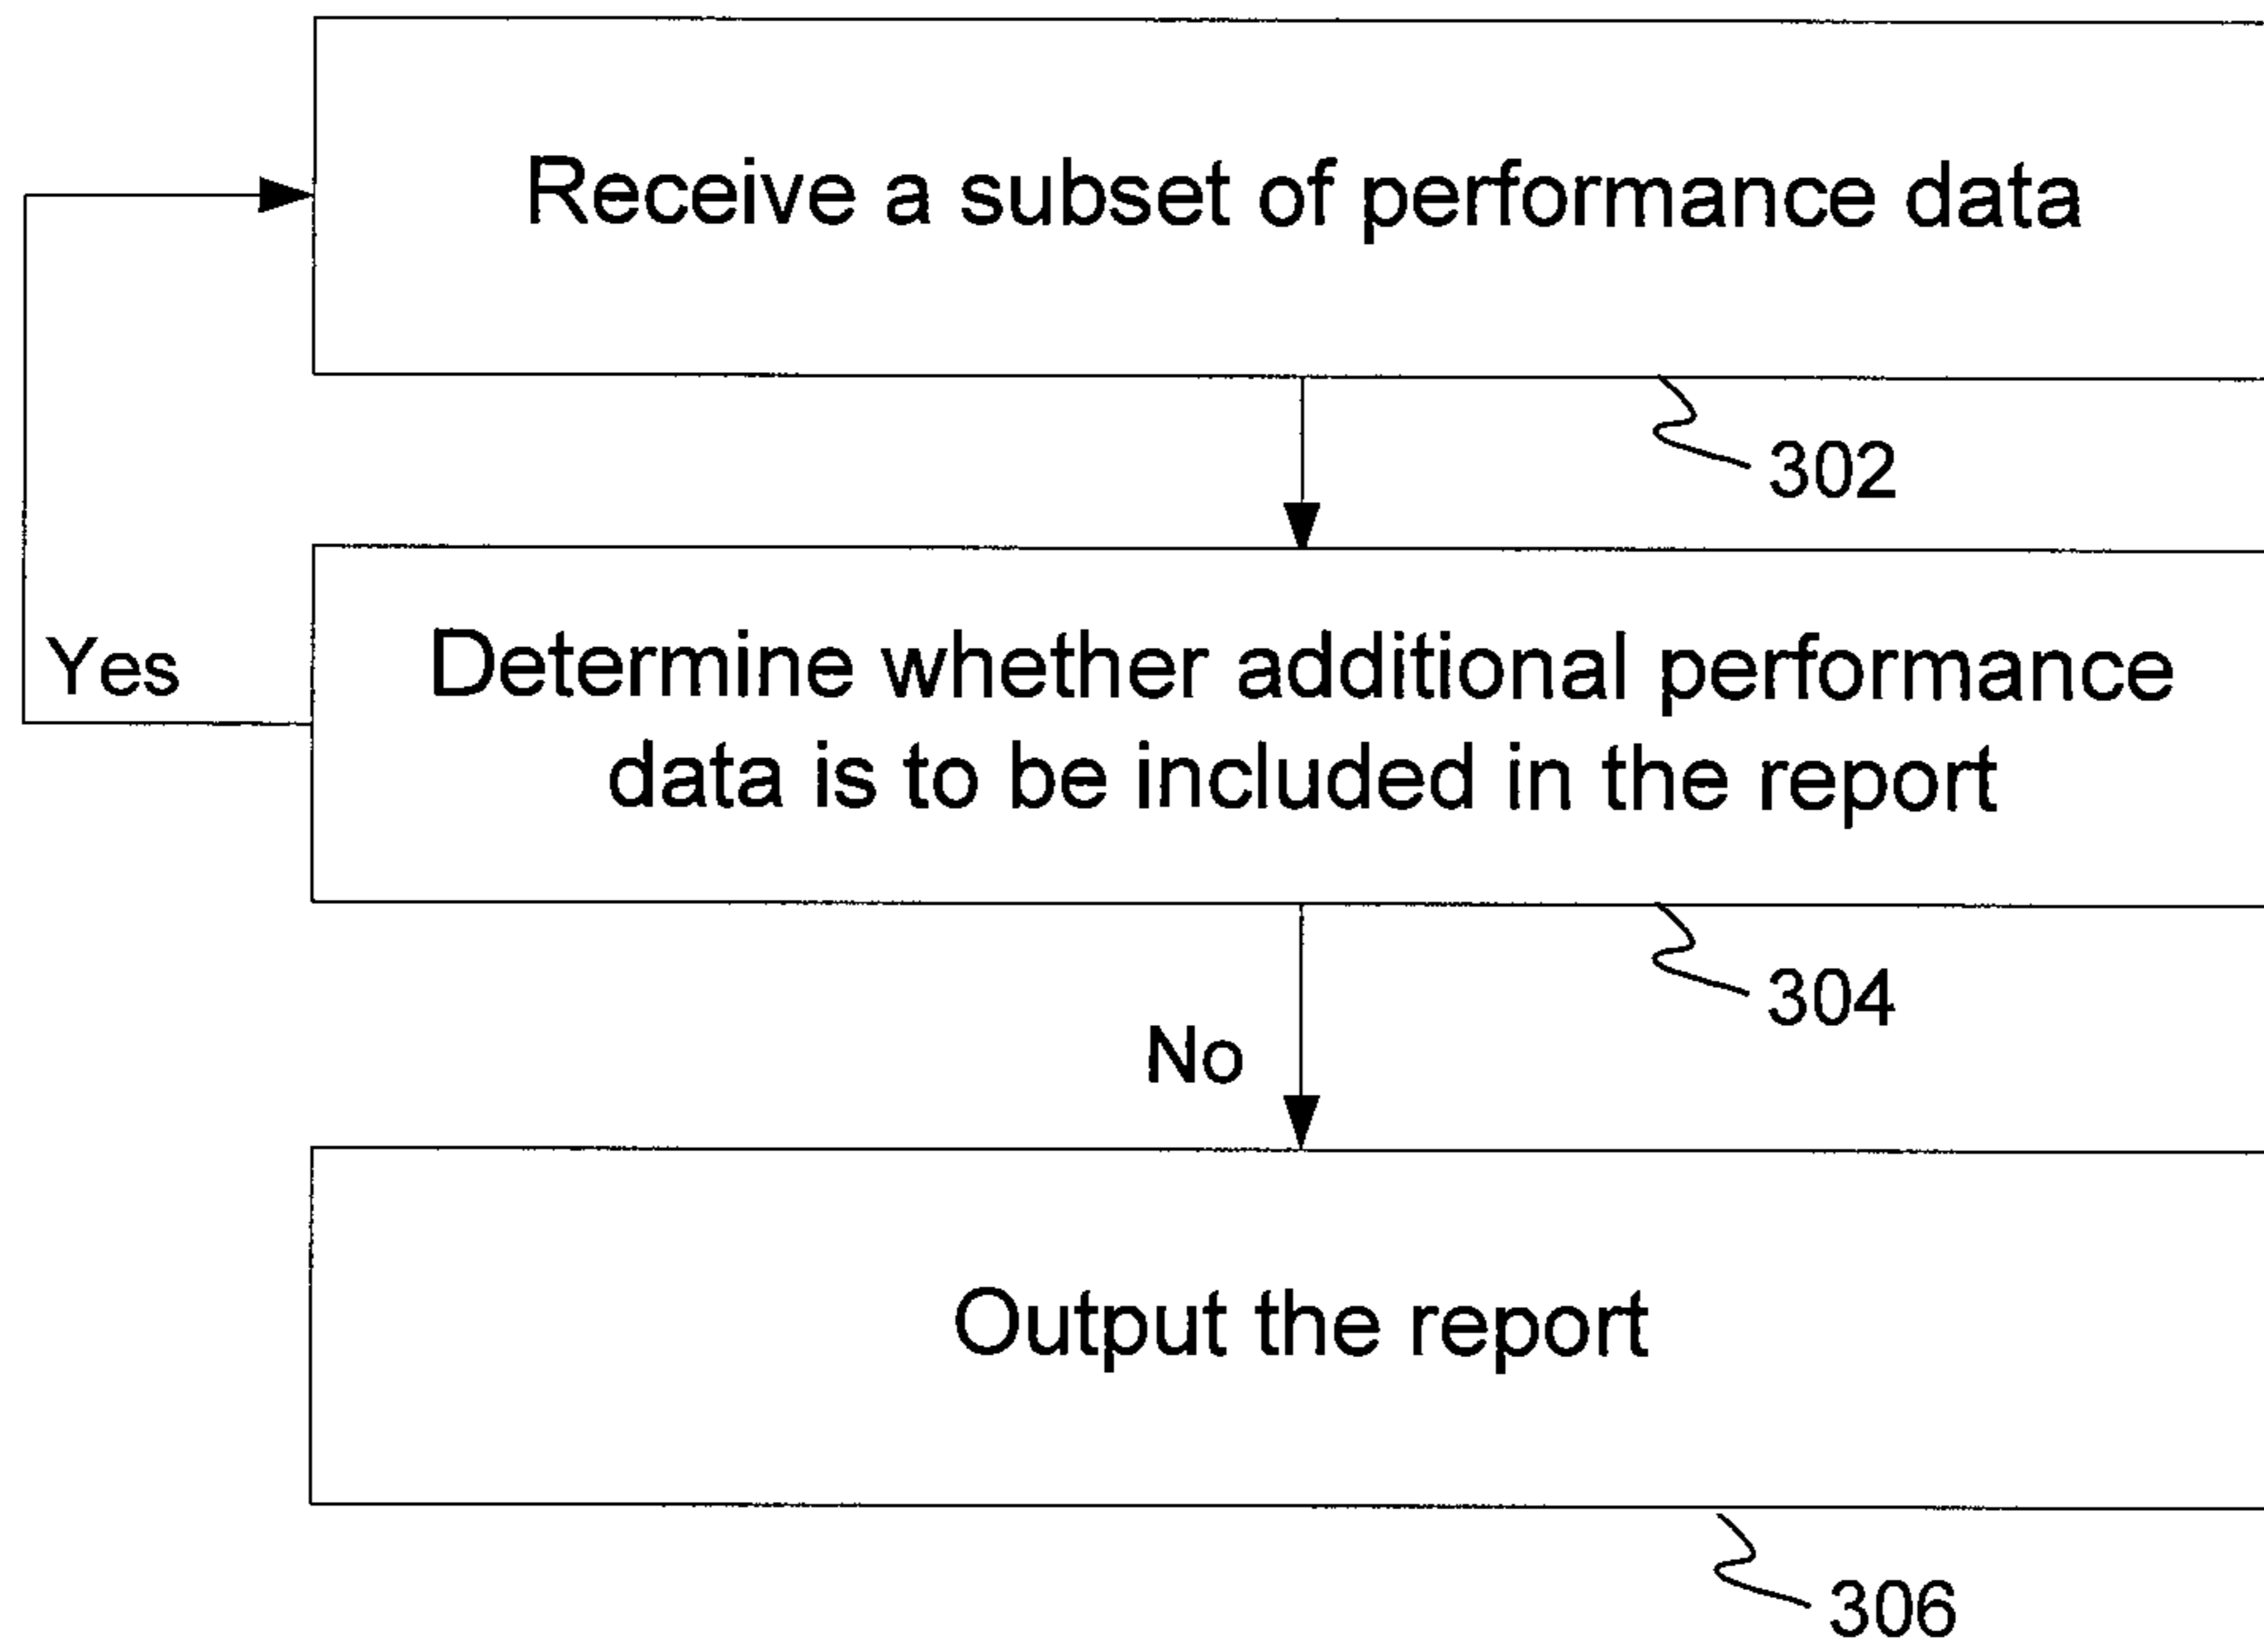 Receive a subset of performance data
302
Yes
Determine whether additional performance
data is to be included in the report
304
No
Output the report
306